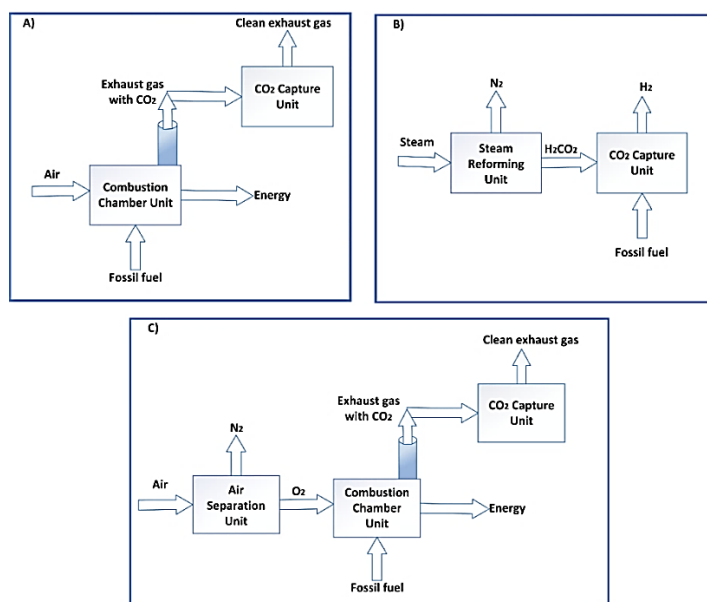 A)
Clean exhaust gas
Exhaust gas
with CO₂
CO₂ Capture
Unit
Air
Combustion
Chamber Unit
Energy
Fossil fuel
B)
N₂
H₂
Steam
Steam
Reforming
Unit
H₂CO₂
CO₂ Capture
Unit
Fossil fuel
C)
Clean exhaust gas
Exhaust gas
with CO₂
CO₂ Capture
Unit
N₂
Air
Air
Separation
Unit
O₂
Combustion
Chamber
Unit
Energy
Fossil fuel